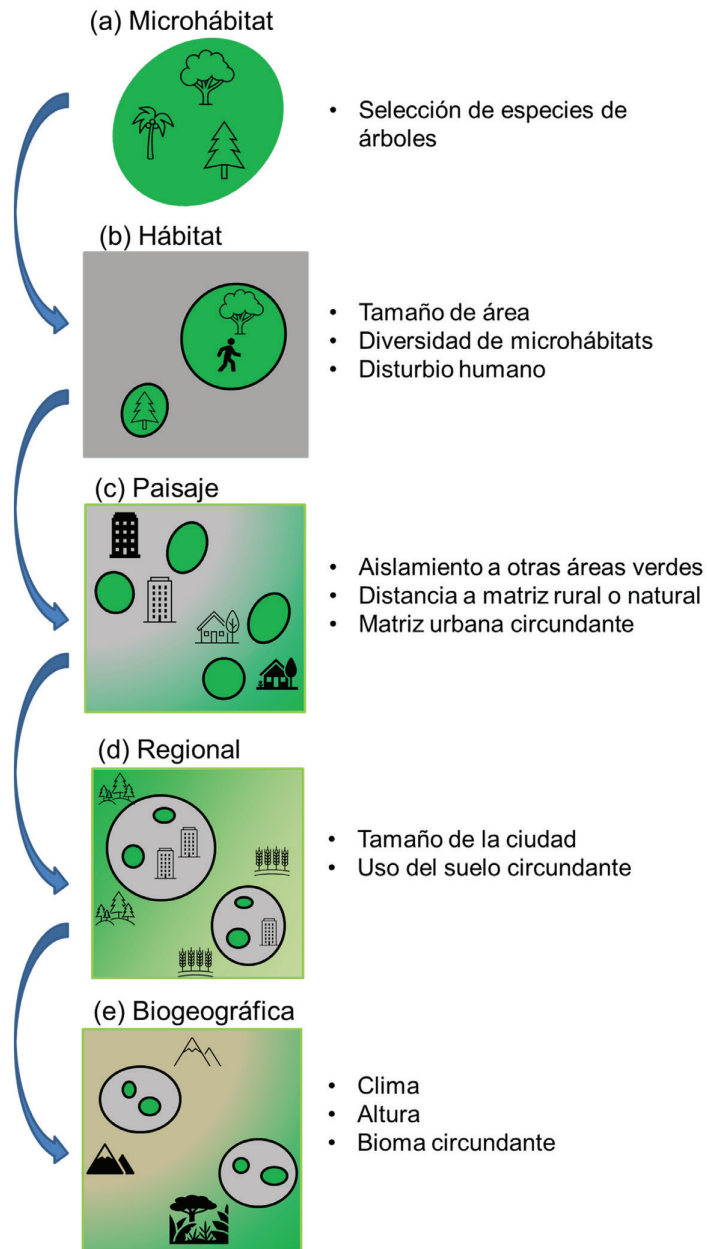 (a) Microhábitat
• Selección de especies de
árboles
(b) Hábitat
• Tamaño de área
• Diversidad de microhábitats
• Disturbio humano
(c) Paisaje
• Aislamiento a otras áreas verdes
• Distancia a matriz rural o natural
• Matriz urbana circundante
(d) Regional
• Tamaño de la ciudad
• Uso del suelo circundante
(e) Biogeográfica
• Clima
• Altura
• Bioma circundante